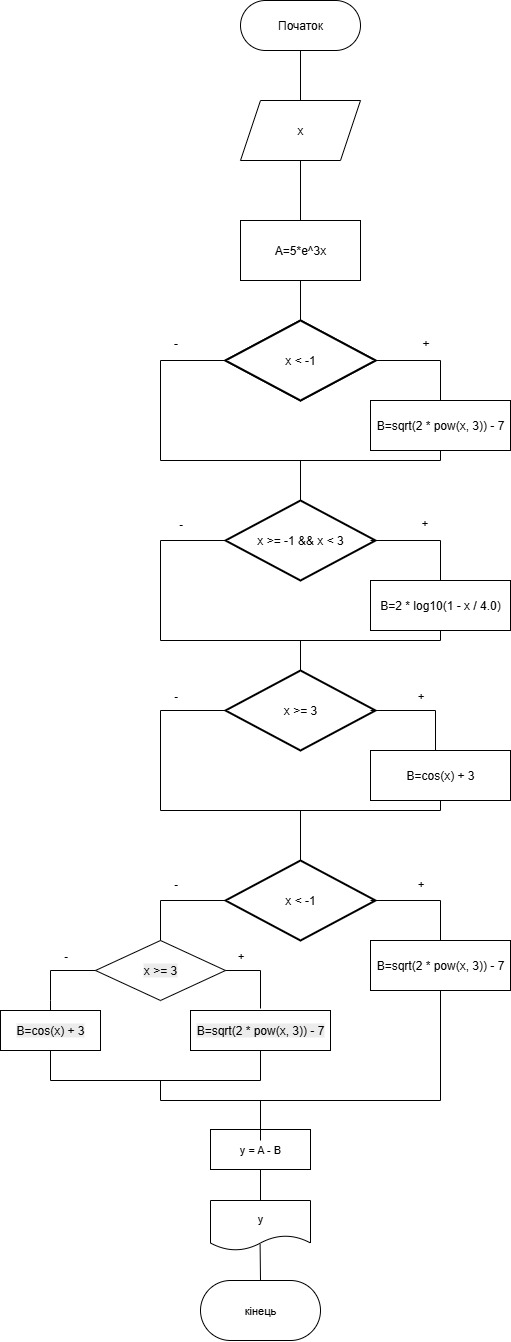 Початок
x
A=5*e^3x
-
+
x < -1
B=sqrt(2 * pow(x, 3)) - 7
-
+
x >= -1 && x < 3
B=2 * log10(1 - x / 4.0)
-
+
x >= 3
B=cos(x) + 3
-
+
x < -1
-
+
x >= 3
B=sqrt(2 * pow(x, 3)) - 7
B=cos(x) + 3
B=sqrt(2 * pow(x, 3)) - 7
y = A - B
y
кінець